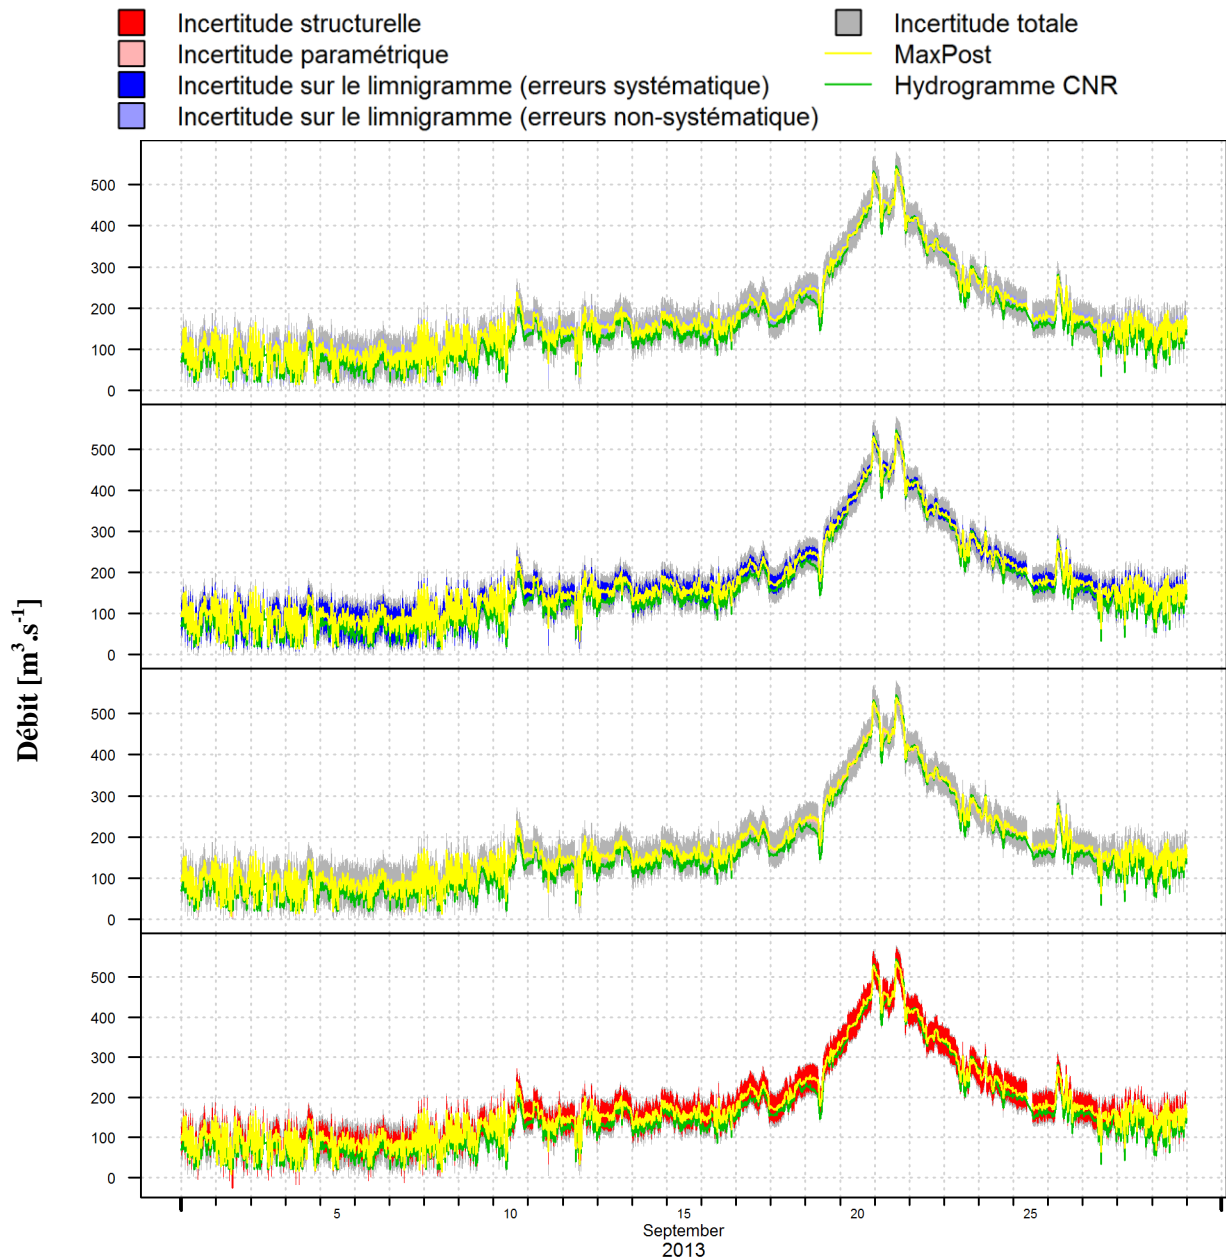 Incertitude structurelle
Incertitude paramétrique
Incertitude sur le limnigramme (erreurs systématique)
Incertitude sur le limnigramme (erreurs non-systématique)
Incertitude totale
MaxPost
Hydrogramme CNR
Débit [m³.s⁻¹]
500
400
300
200
100
0
500
400
300
200
100
0
500
400
300
200
100
0
500
400
300
200
100
0
5 10 15 20 25
September
2013